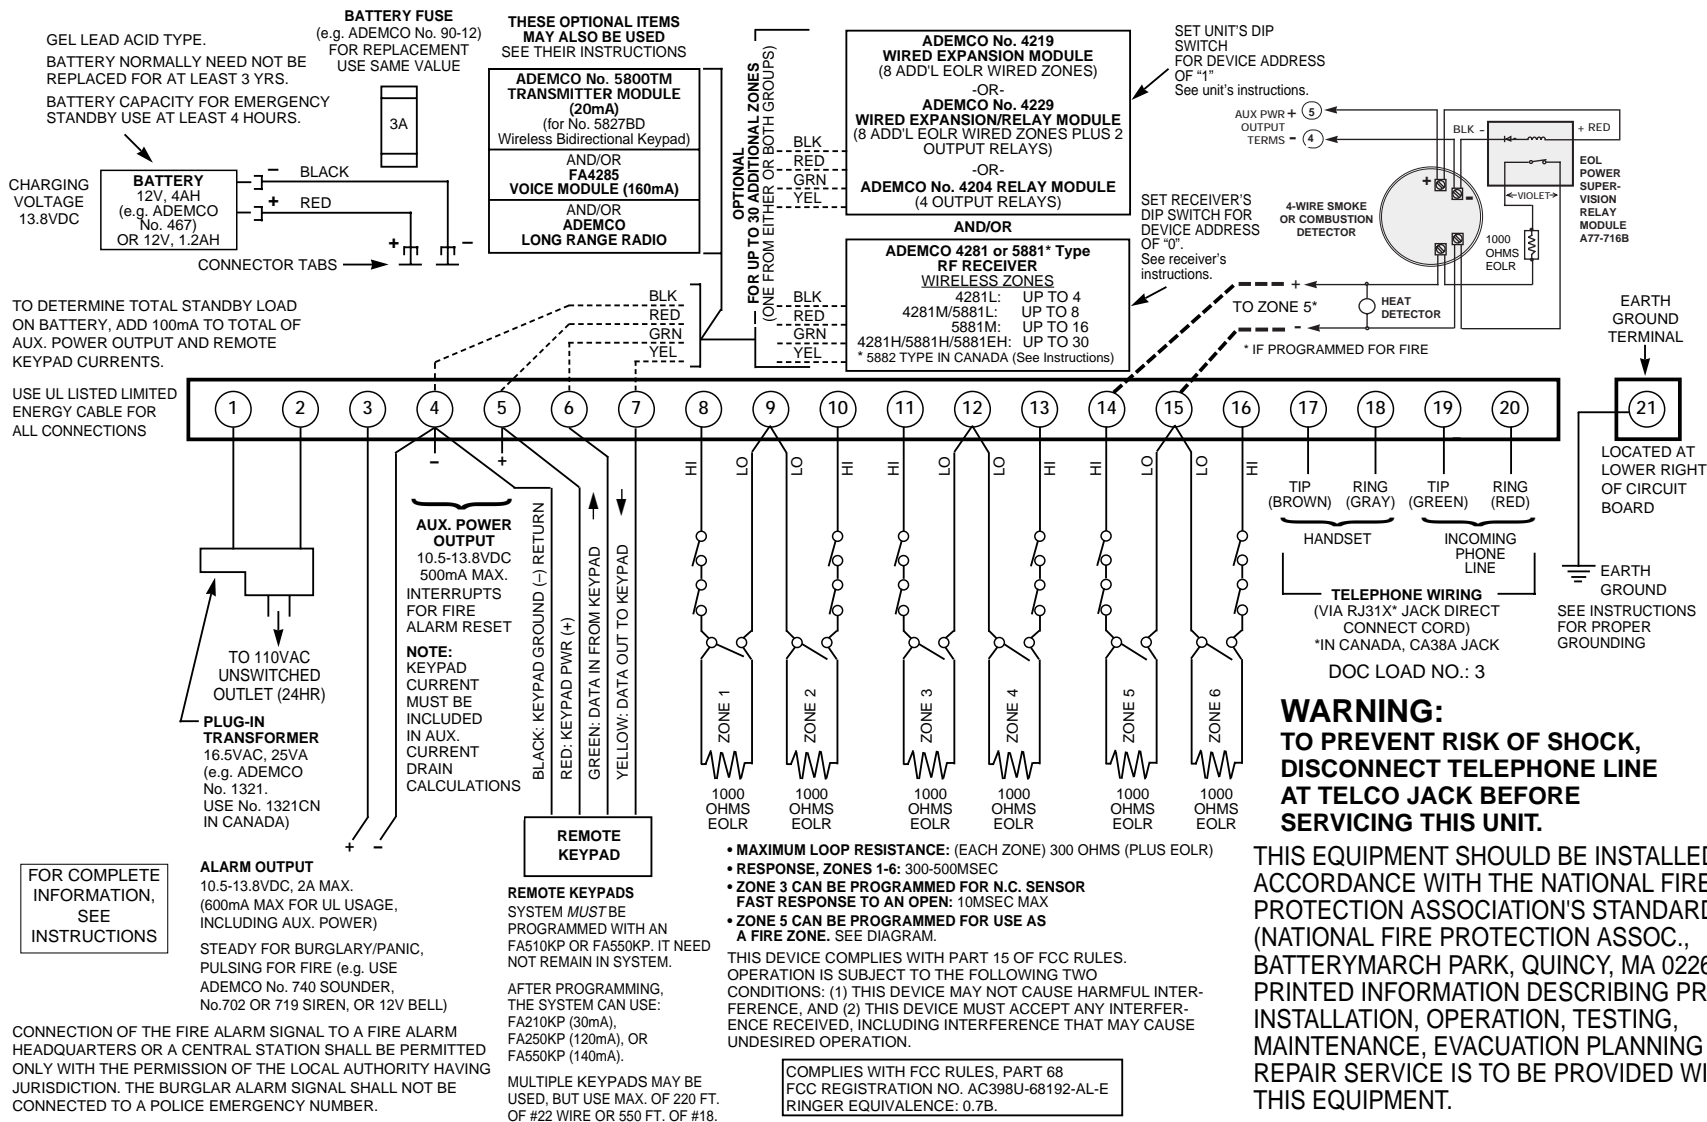 GEL LEAD ACID TYPE.
BATTERY NORMALLY NEED NOT BE
REPLACED FOR AT LEAST 3 YRS.
BATTERY CAPACITY FOR EMERGENCY
STANDBY USE AT LEAST 4 HOURS.
BATTERY FUSE
(e.g. ADEMCO No. 90-12)
FOR REPLACEMENT
USE SAME VALUE
3A
CHARGING
VOLTAGE
13.8VDC
BATTERY
12V, 4AH
(e.g. ADEMCO
No. 467)
OR 12V, 1.2AH
– BLACK
+ RED
+ –
CONNECTOR TABS
THESE OPTIONAL ITEMS
MAY ALSO BE USED
SEE THEIR INSTRUCTIONS
ADEMCO No. 5800TM
TRANSMITTER MODULE
(20mA)
(for No. 5827BD
Wireless Bidirectional Keypad)
AND/OR
FA4285
VOICE MODULE (160mA)
AND/OR
ADEMCO
LONG RANGE RADIO
BLK
RED
GRN
YEL
OPTIONAL
FOR UP TO 30 ADDITIONAL ZONES
(ONE FROM EITHER OR BOTH GROUPS)
BLK
RED
GRN
YEL
ADEMCO No. 4219
WIRED EXPANSION MODULE
(8 ADD'L EOLR WIRED ZONES)
-OR-
ADEMCO No. 4229
WIRED EXPANSION/RELAY MODULE
(8 ADD'L EOLR WIRED ZONES PLUS 2
OUTPUT RELAYS)
-OR-
ADEMCO No. 4204 RELAY MODULE
(4 OUTPUT RELAYS)
AND/OR
BLK
RED
GRN
YEL
ADEMCO 4281 or 5881* Type
RF RECEIVER
WIRELESS ZONES
4281L: UP TO 4
4281M/5881L: UP TO 8
5881M: UP TO 16
4281H/5881H/5881EH: UP TO 30
* 5882 TYPE IN CANADA (See Instructions)
SET UNIT'S DIP
SWITCH
FOR DEVICE ADDRESS
OF “1”
See unit's instructions.
SET RECEIVER'S
DIP SWITCH FOR
DEVICE ADDRESS
OF "0".
See receiver's
instructions.
AUX PWR + 5
OUTPUT
TERMS - 4
BLK - + RED
VIOLET
EOL
POWER
SUPER-
VISION
RELAY
MODULE
A77-716B
4-WIRE SMOKE
OR COMBUSTION
DETECTOR
+ -
1000
OHMS
EOLR
+
TO ZONE 5*
-
HEAT
DETECTOR
* IF PROGRAMMED FOR FIRE
TO DETERMINE TOTAL STANDBY LOAD
ON BATTERY, ADD 100mA TO TOTAL OF
AUX. POWER OUTPUT AND REMOTE
KEYPAD CURRENTS.
USE UL LISTED LIMITED
ENERGY CABLE FOR
ALL CONNECTIONS
EARTH
GROUND
TERMINAL
1 2 3 4 5 6 7 8 9 10 11 12 13 14 15 16 17 18 19 20 21
LOCATED AT
LOWER RIGHT
OF CIRCUIT
BOARD
EARTH
GROUND
SEE INSTRUCTIONS
FOR PROPER
GROUNDING
– +
AUX. POWER
OUTPUT
10.5-13.8VDC
500mA MAX.
INTERRUPTS
FOR FIRE
ALARM RESET
NOTE:
KEYPAD
CURRENT
MUST BE
INCLUDED
IN AUX.
CURRENT
DRAIN
CALCULATIONS
BLACK: KEYPAD GROUND (–) RETURN
RED: KEYPAD PWR (+)
GREEN: DATA IN FROM KEYPAD
YELLOW: DATA OUT TO KEYPAD
REMOTE
KEYPAD
TO 110VAC
UNSWITCHED
OUTLET (24HR)
PLUG-IN
TRANSFORMER
16.5VAC, 25VA
(e.g. ADEMCO
No. 1321.
USE No. 1321CN
IN CANADA)
+ –
ALARM OUTPUT
10.5-13.8VDC, 2A MAX.
(600mA MAX FOR UL USAGE,
INCLUDING AUX. POWER)
STEADY FOR BURGLARY/PANIC,
PULSING FOR FIRE (e.g. USE
ADEMCO No. 740 SOUNDER,
No.702 OR 719 SIREN, OR 12V BELL)
FOR COMPLETE
INFORMATION,
SEE
INSTRUCTIONS
CONNECTION OF THE FIRE ALARM SIGNAL TO A FIRE ALARM
HEADQUARTERS OR A CENTRAL STATION SHALL BE PERMITTED
ONLY WITH THE PERMISSION OF THE LOCAL AUTHORITY HAVING
JURISDICTION. THE BURGLAR ALARM SIGNAL SHALL NOT BE
CONNECTED TO A POLICE EMERGENCY NUMBER.
REMOTE KEYPADS
SYSTEM MUST BE
PROGRAMMED WITH AN
FA510KP OR FA550KP. IT NEED
NOT REMAIN IN SYSTEM.
AFTER PROGRAMMING,
THE SYSTEM CAN USE:
FA210KP (30mA),
FA250KP (120mA), OR
FA550KP (140mA).
MULTIPLE KEYPADS MAY BE
USED, BUT USE MAX. OF 220 FT.
OF #22 WIRE OR 550 FT. OF #18.
HI LO LO HI HI LO LO HI HI LO LO HI
ZONE 1
ZONE 2
ZONE 3
ZONE 4
ZONE 5
ZONE 6
1000 1000 1000 1000 1000 1000
OHMS OHMS OHMS OHMS OHMS OHMS
EOLR EOLR EOLR EOLR EOLR EOLR
• MAXIMUM LOOP RESISTANCE: (EACH ZONE) 300 OHMS (PLUS EOLR)
• RESPONSE, ZONES 1-6: 300-500MSEC
• ZONE 3 CAN BE PROGRAMMED FOR N.C. SENSOR
FAST RESPONSE TO AN OPEN: 10MSEC MAX
• ZONE 5 CAN BE PROGRAMMED FOR USE AS
A FIRE ZONE. SEE DIAGRAM.
THIS DEVICE COMPLIES WITH PART 15 OF FCC RULES.
OPERATION IS SUBJECT TO THE FOLLOWING TWO
CONDITIONS: (1) THIS DEVICE MAY NOT CAUSE HARMFUL INTER-
FERENCE, AND (2) THIS DEVICE MUST ACCEPT ANY INTERFER-
ENCE RECEIVED, INCLUDING INTERFERENCE THAT MAY CAUSE
UNDESIRED OPERATION.
COMPLIES WITH FCC RULES, PART 68
FCC REGISTRATION NO. AC398U-68192-AL-E
RINGER EQUIVALENCE: 0.7B.
TIP RING TIP RING
(BROWN) (GRAY) (GREEN) (RED)
HANDSET
INCOMING
PHONE
LINE
TELEPHONE WIRING
(VIA RJ31X* JACK DIRECT
CONNECT CORD)
*IN CANADA, CA38A JACK
DOC LOAD NO.: 3
WARNING:
TO PREVENT RISK OF SHOCK,
DISCONNECT TELEPHONE LINE
AT TELCO JACK BEFORE
SERVICING THIS UNIT.
THIS EQUIPMENT SHOULD BE INSTALLED
ACCORDANCE WITH THE NATIONAL FIRE
PROTECTION ASSOCIATION'S STANDARD
(NATIONAL FIRE PROTECTION ASSOC.,
BATTERYMARCH PARK, QUINCY, MA 0226
PRINTED INFORMATION DESCRIBING PR
INSTALLATION, OPERATION, TESTING,
MAINTENANCE, EVACUATION PLANNING
REPAIR SERVICE IS TO BE PROVIDED WI
THIS EQUIPMENT.